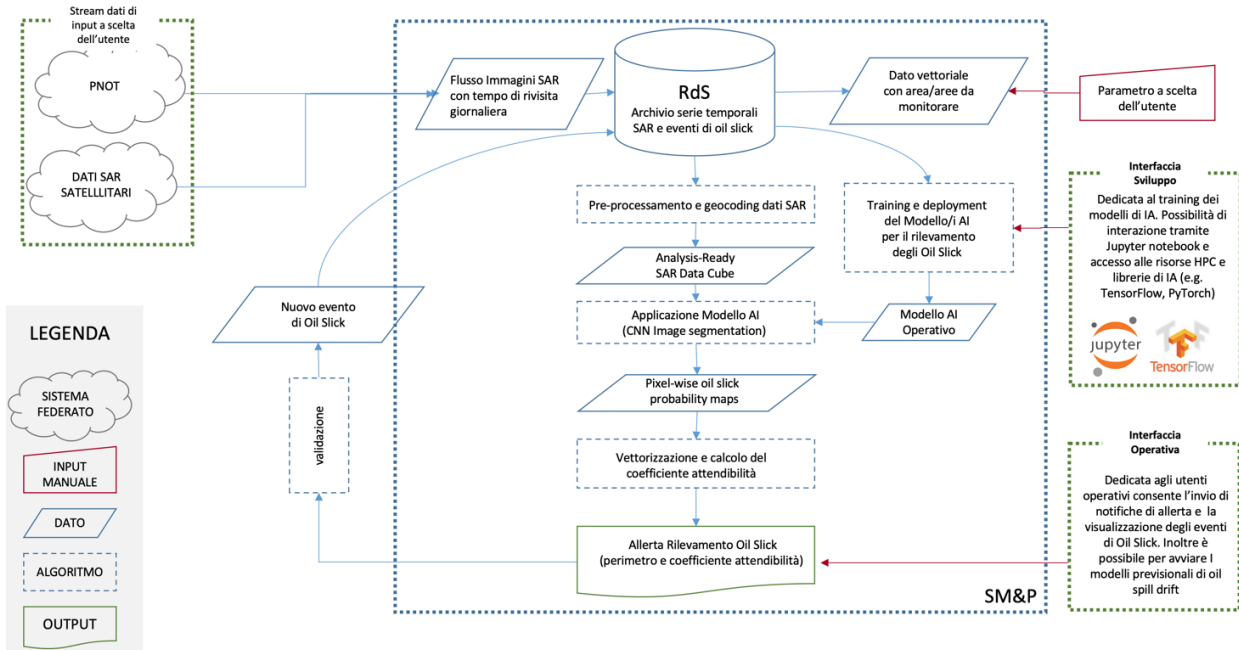 Stream dati di
input a scelta
dell'utente
PNOT
DATI SAR
SATELLLITARI
Flusso Immagini SAR
con tempo di rivisita
giornaliera
RdS
Archivio serie temporali
SAR e eventi di oil slick
Dato vettoriale
con area/aree da
monitorare
Parametro a scelta
dell'utente
Pre-processamento e geocoding dati SAR
Training e deployment
del Modello/i AI
per il rilevamento
degli Oil Slick
Interfaccia
Sviluppo
Dedicata al training dei
modelli di IA. Possibilità di
interazione tramite
Jupyter notebook e
accesso alle risorse HPC e
librerie di IA (e.g.
TensorFlow, PyTorch)
jupyter
TensorFlow
Analysis-Ready
SAR Data Cube
Nuovo evento
di Oil Slick
Applicazione Modello AI
(CNN Image segmentation)
Modello AI
Operativo
Pixel-wise oil slick
probability maps
validazione
Vettorizzazione e calcolo del
coefficiente attendibilità
Allerta Rilevamento Oil Slick
(perimetro e coefficiente attendibilità)
SM&P
Interfaccia
Operativa
Dedicata agli utenti
operativi consente l'invio di
notifiche di allerta e la
visualizzazione degli eventi
di Oil Slick. Inoltre è
possibile per avviare I
modelli previsionali di oil
spill drift
LEGENDA
SISTEMA
FEDERATO
INPUT
MANUALE
DATO
ALGORITMO
OUTPUT